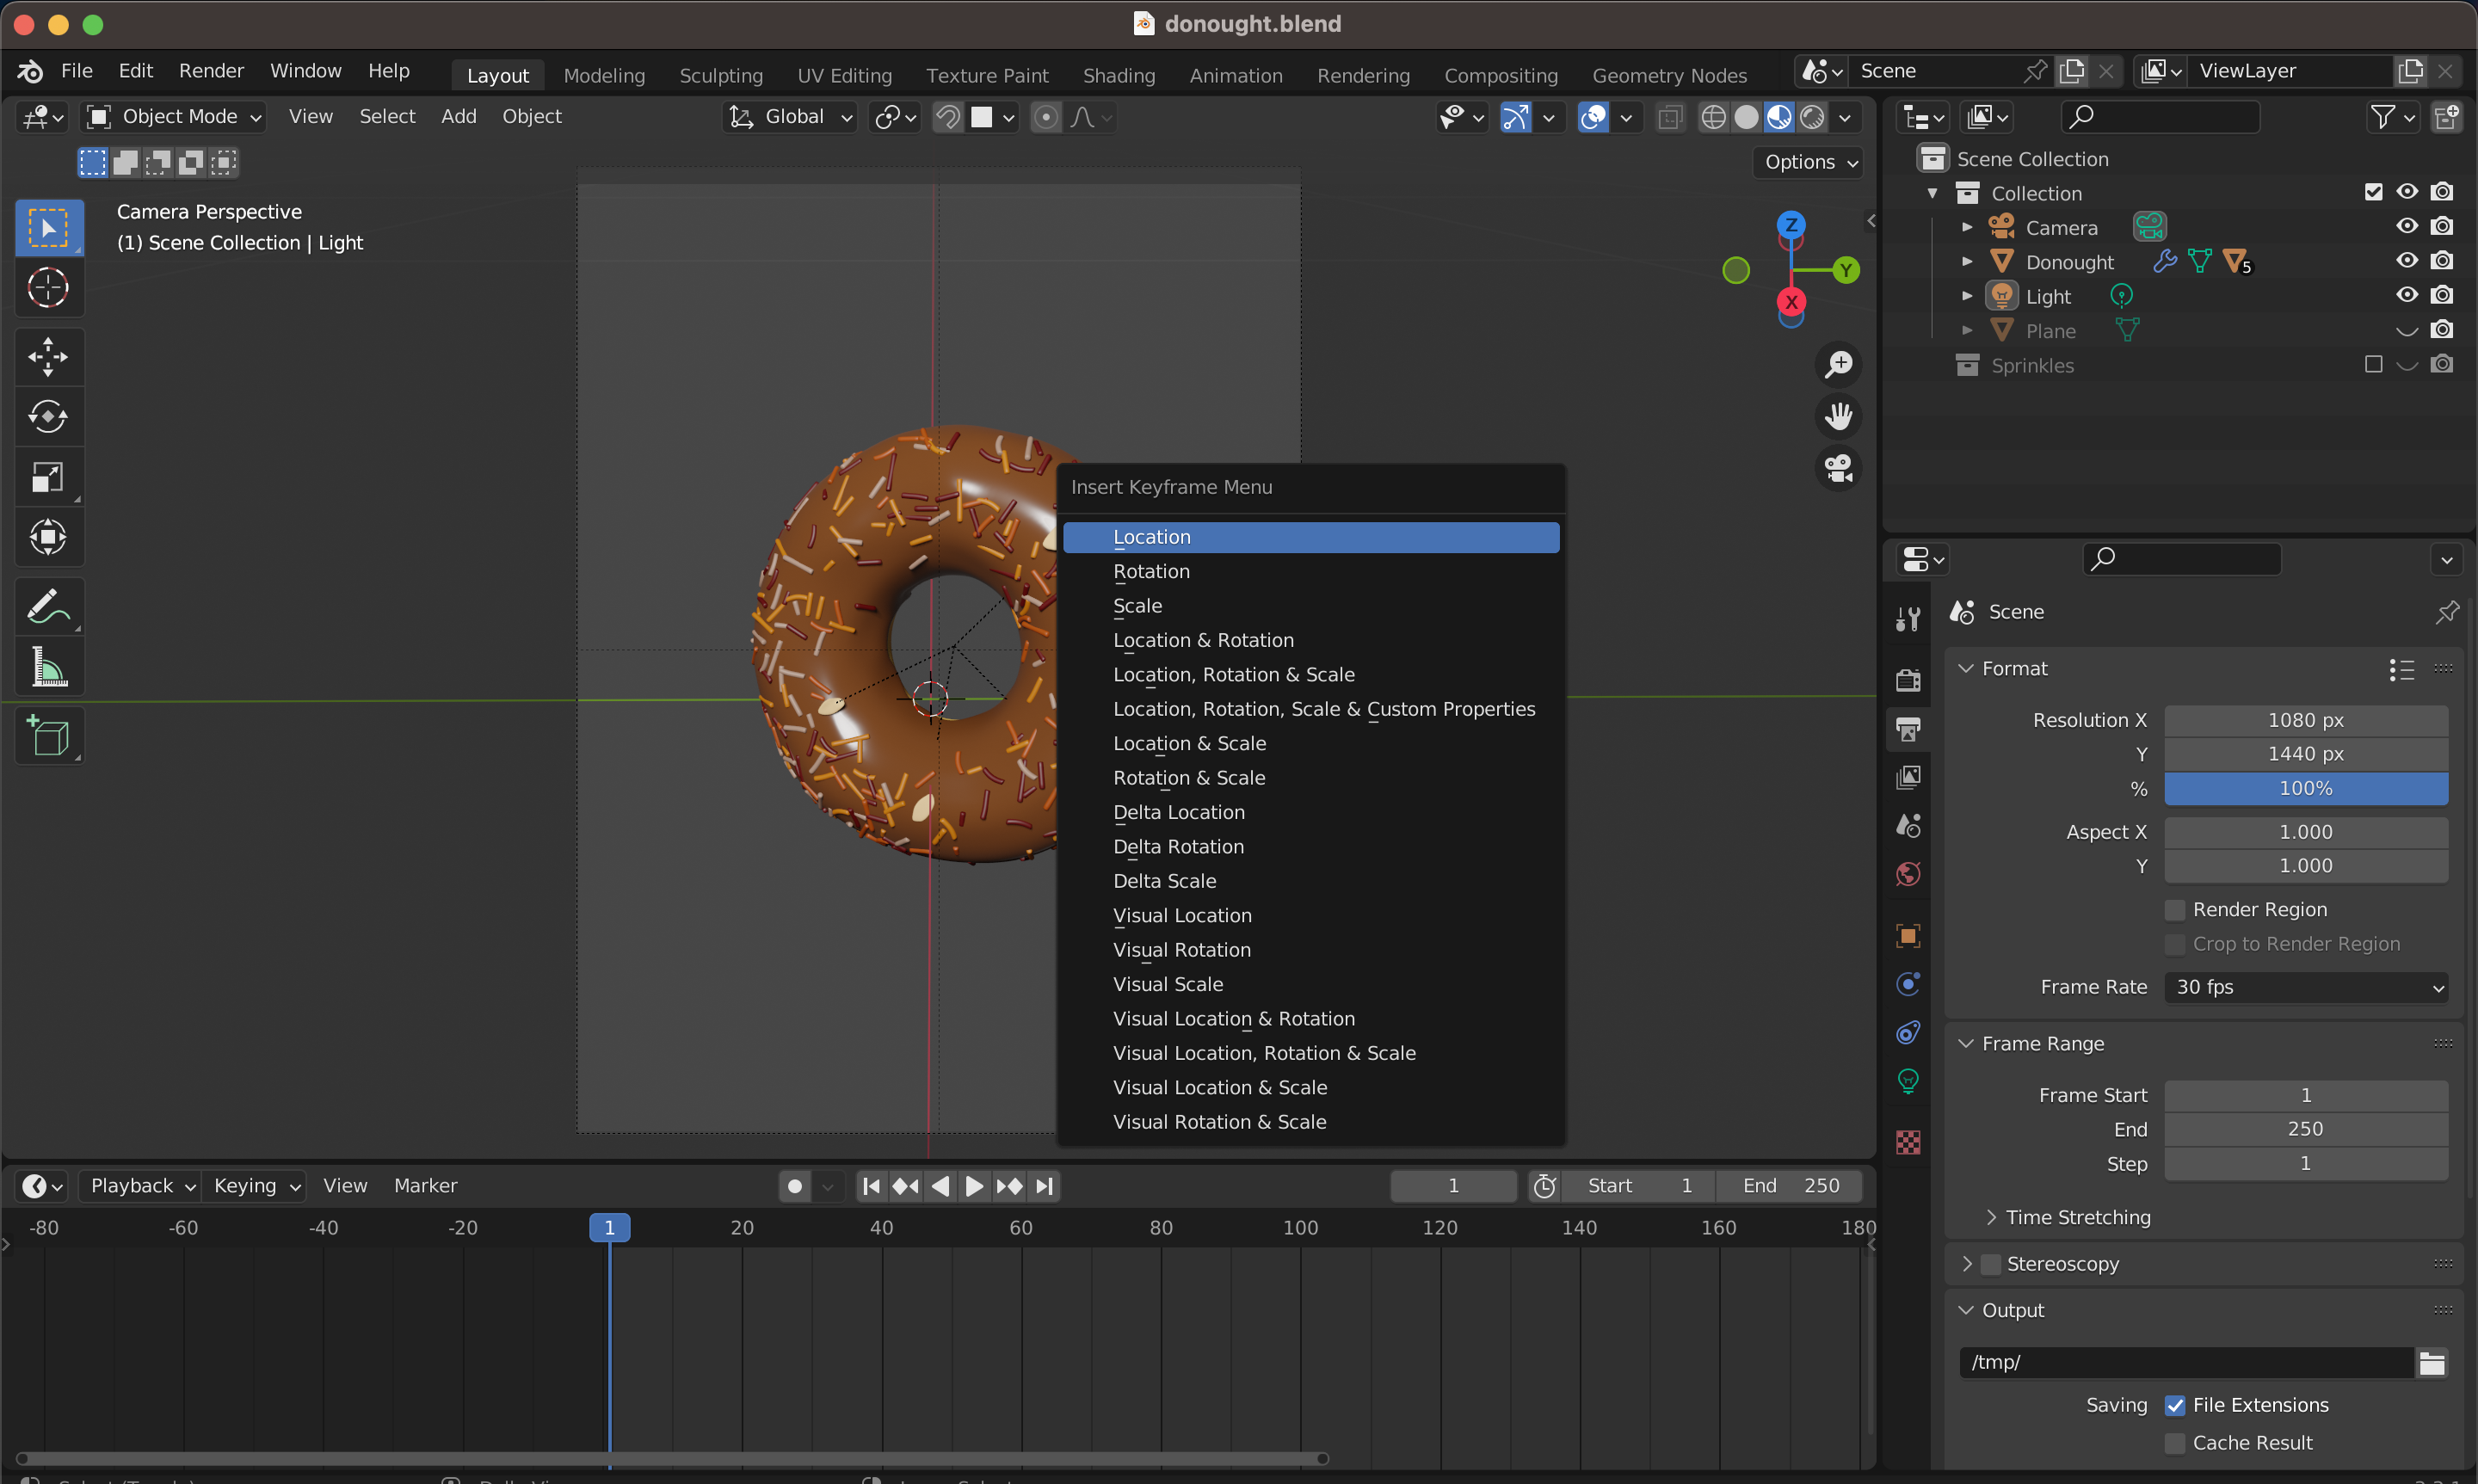 donought.blend
File Edit Render Window Help Layout Modeling Sculpting UV Editing Texture Paint Shading Animation Rendering Compositing Geometry Nodes Scene ViewLayer
Object Mode View Select Add Object Global
Options
Camera Perspective
(1) Scene Collection | Light
Z
Y
X
Scene Collection
Collection
Camera
Donought 5
Light
Plane
Sprinkles
Insert Keyframe Menu
Location
Rotation
Scale
Location & Rotation
Location, Rotation & Scale
Location, Rotation, Scale & Custom Properties
Location & Scale
Rotation & Scale
Delta Location
Delta Rotation
Delta Scale
Visual Location
Visual Rotation
Visual Scale
Visual Location & Rotation
Visual Location, Rotation & Scale
Visual Location & Scale
Visual Rotation & Scale
Scene
Format
Resolution X 1080 px
Y 1440 px
% 100%
Aspect X 1.000
Y 1.000
Render Region
Crop to Render Region
Frame Rate 30 fps
Frame Range
Frame Start 1
End 250
Step 1
Time Stretching
Stereoscopy
Output
/tmp/
Saving File Extensions
Cache Result
Playback Keying View Marker 1 Start 1 End 250
-80 -60 -40 -20 1 20 40 60 80 100 120 140 160 180